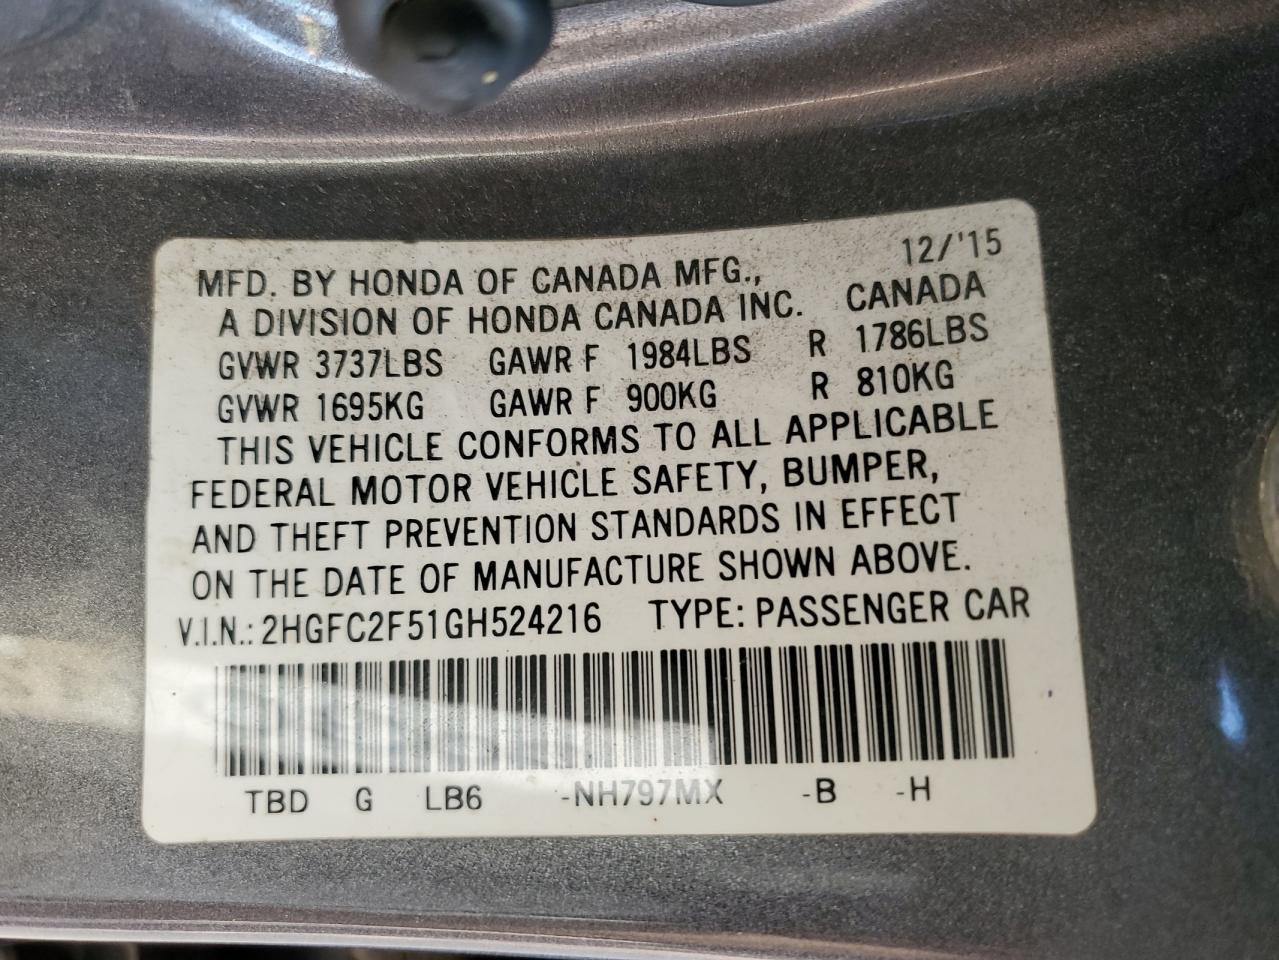 12/'15
MFD. BY HONDA OF CANADA MFG.,
A DIVISION OF HONDA CANADA INC. CANADA
GVWR 3737LBS GAWR F 1984LBS R 1786LBS
GVWR 1695KG GAWR F 900KG R 810KG
THIS VEHICLE CONFORMS TO ALL APPLICABLE
FEDERAL MOTOR VEHICLE SAFETY, BUMPER,
AND THEFT PREVENTION STANDARDS IN EFFECT
ON THE DATE OF MANUFACTURE SHOWN ABOVE.
V.I.N.: 2HGFC2F51GH524216 TYPE: PASSENGER CAR
TBD G LB6 -NH797MX -B -H